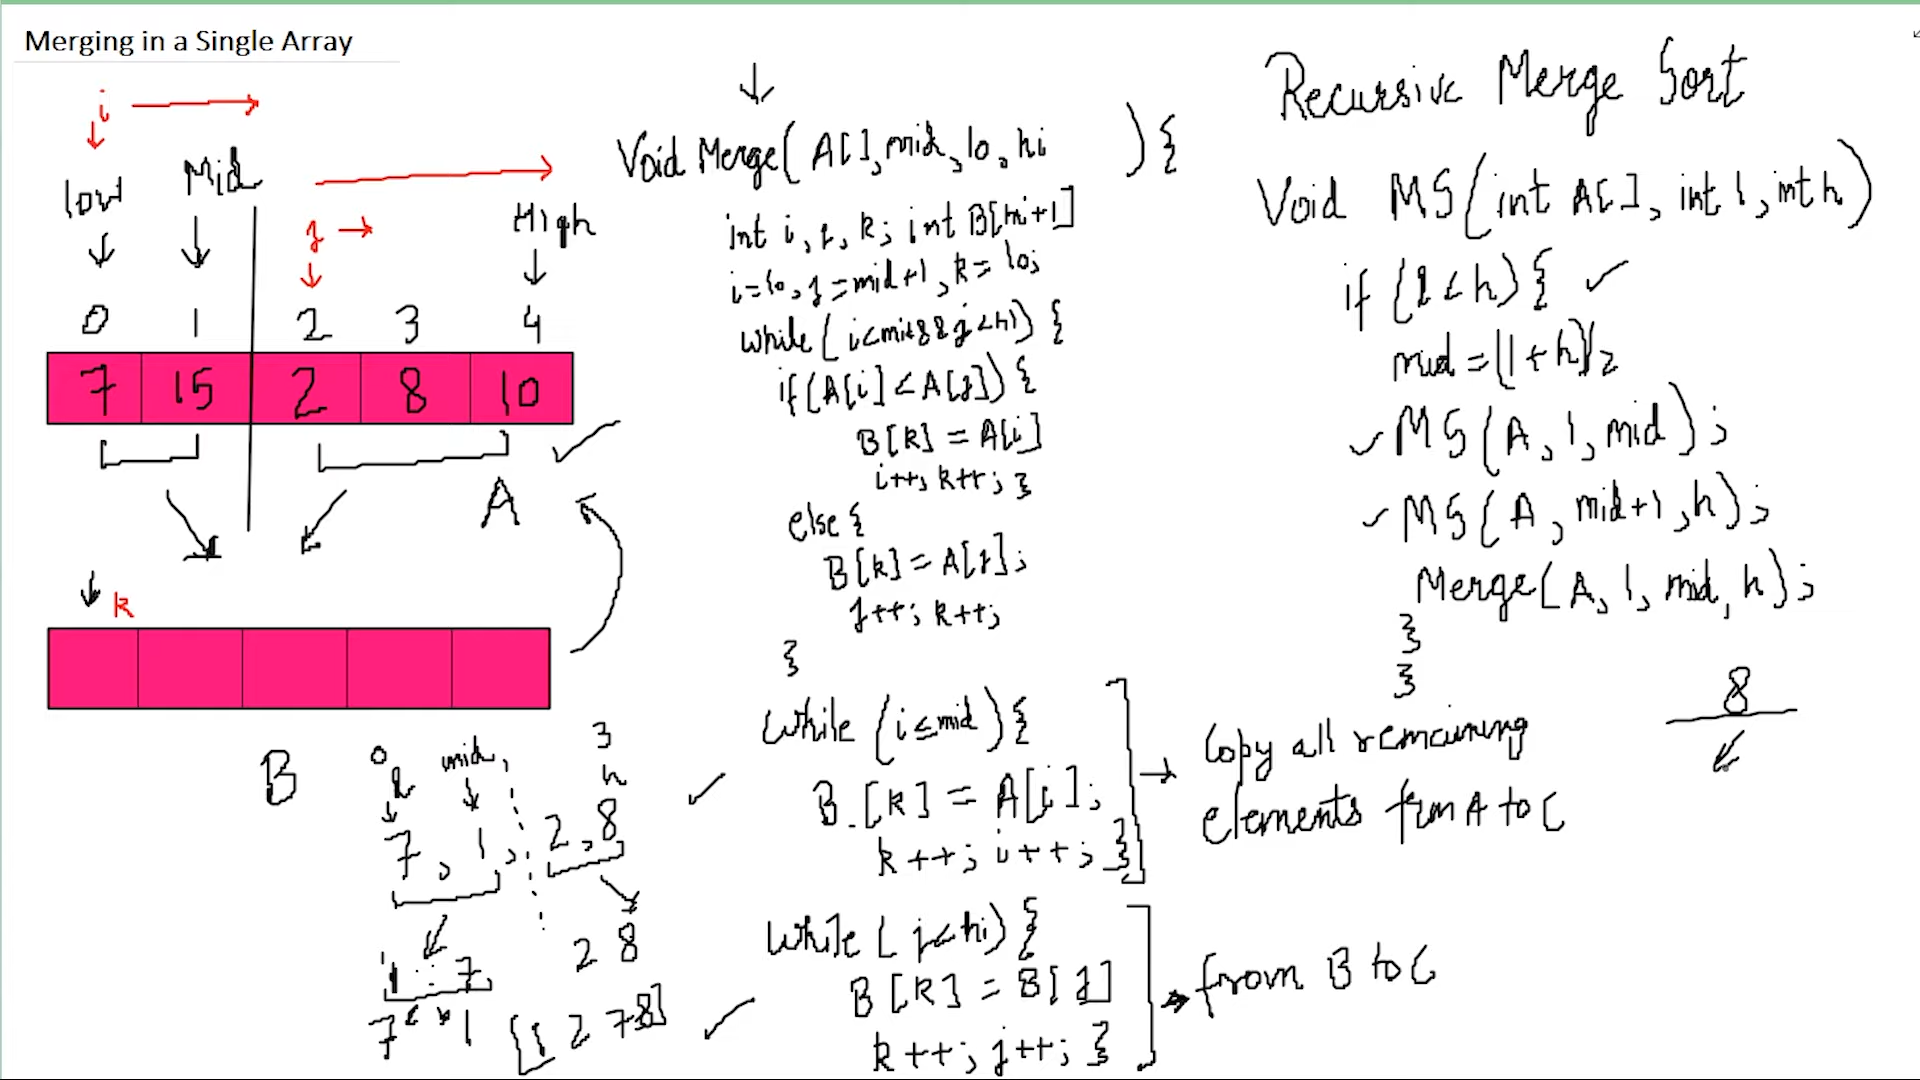 Merging in a Single Array
i
low Mid j High
0 1 2 3 4
7 15 2 8 10
A
k
B
0 mid 3
l h
7, 1, 2, 8
1 7 2 8
7 1 [1 2 7 8]
Void Merge( A[], mid, lo, hi ) {
int i, j, k; int B[hi+1]
i=lo, j=mid+1, k=lo;
while(i<mid && j<hi) {
if(A[i] < A[j]) {
B[k] = A[i]
i++; k++; }
else {
B[k] = A[j];
j++; k++;
}
While (i≤mid) {
B[k] = A[i];
k++; i++; }
While ( j<hi) {
B[k] = B[j]
k++; j++; }
Copy all remaining
elements from A to C
from B to C
Recursive Merge Sort
Void MS(int A[], int l, int h)
if (l<h) {
mid = (l+h)/2
MS(A, l, mid);
MS(A, mid+1, h);
Merge(A, l, mid, h);
}
}
8